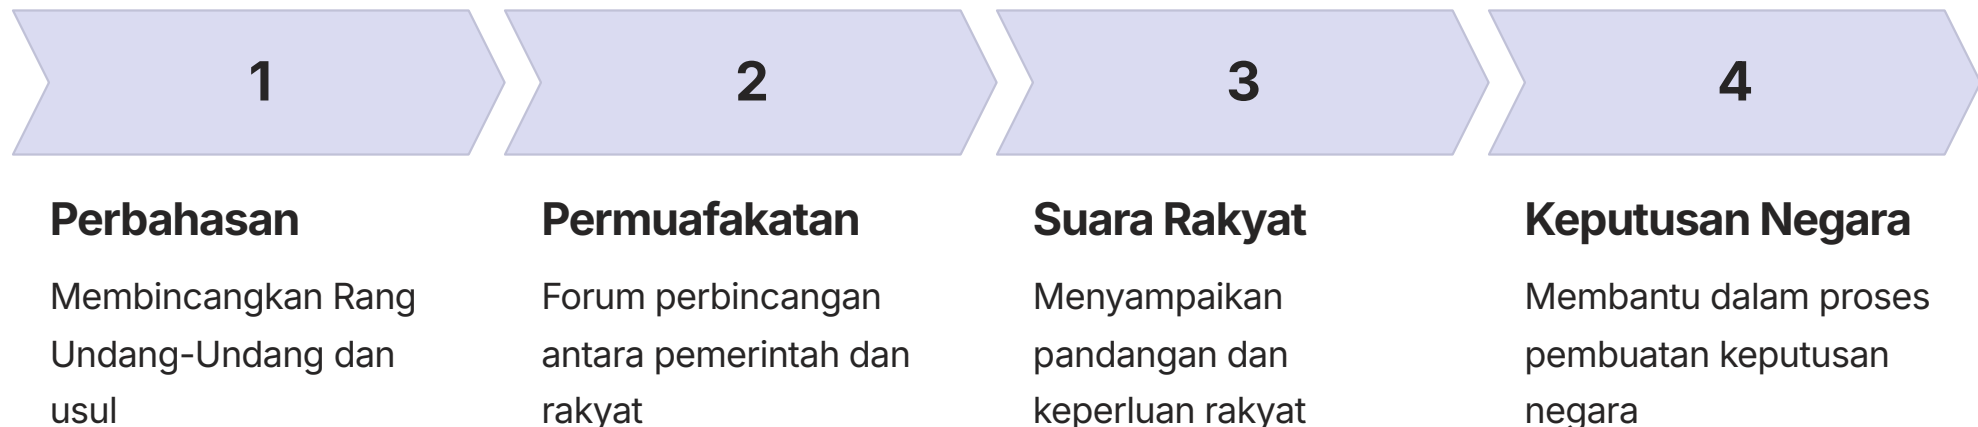 1
2
3
4
Perbahasan
Membincangkan Rang
Undang-Undang dan
usul
Permuafakatan
Forum perbincangan
antara pemerintah dan
rakyat
Suara Rakyat
Menyampaikan
pandangan dan
keperluan rakyat
Keputusan Negara
Membantu dalam proses
pembuatan keputusan
negara